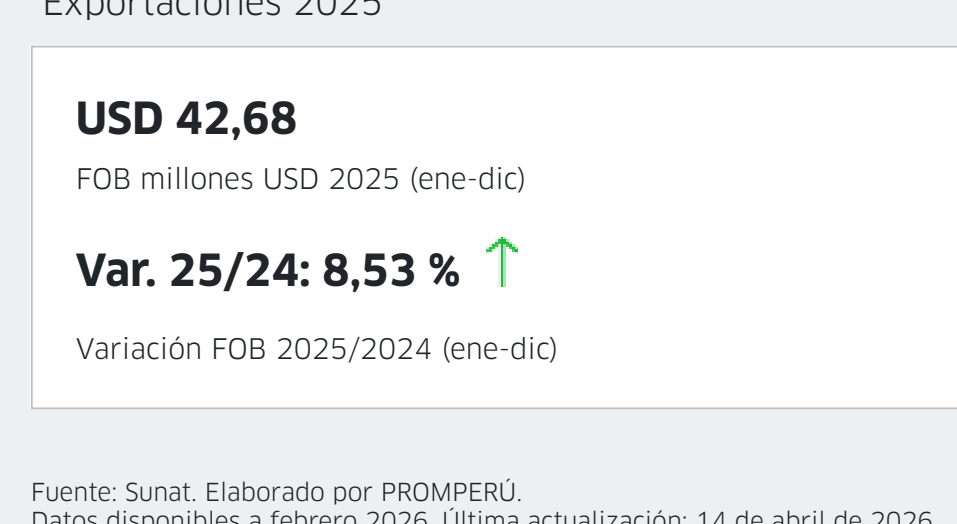 Exportaciones 2025
USD 42,68
FOB millones USD 2025 (ene-dic)
Var. 25/24: 8,53 %
Variación FOB 2025/2024 (ene-dic)
Fuente: Sunat. Elaborado por PROMPERÚ.
Datos disponibles a febrero 2026. Última actualización: 14 de abril de 2026